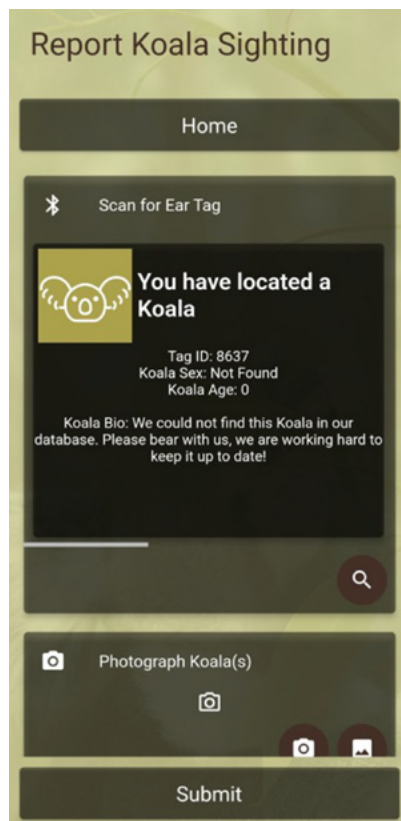 Report Koala Sighting
Home
Scan for Ear Tag
You have located a
Koala
Tag ID: 8637
Koala Sex: Not Found
Koala Age: 0
Koala Bio: We could not find this Koala in our
database. Please bear with us, we are working hard to
keep it up to date!
Photograph Koala(s)
Submit